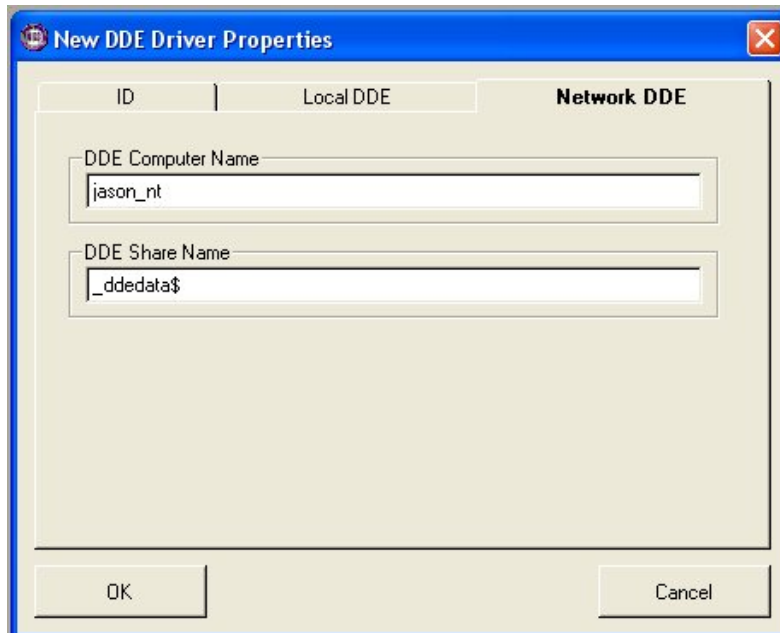 New DDE Driver Properties
ID Local DDE Network DDE
DDE Computer Name
jason_nt
DDE Share Name
_ddedata$
OK Cancel